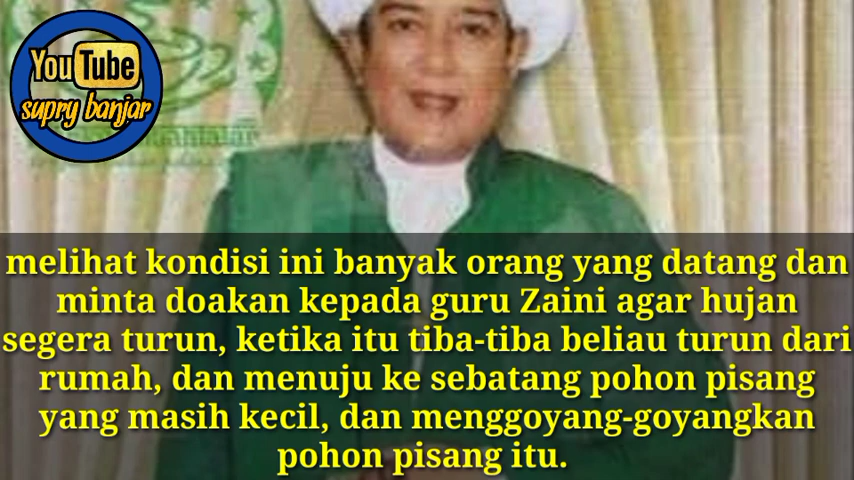 YouTube
supry banjar
melihat kondisi ini banyak orang yang datang dan
minta doakan kepada guru Zaini agar hujan
segera turun, ketika itu tiba-tiba beliau turun dari
rumah, dan menuju ke sebatang pohon pisang
yang masih kecil, dan menggoyang-goyangkan
pohon pisang itu.